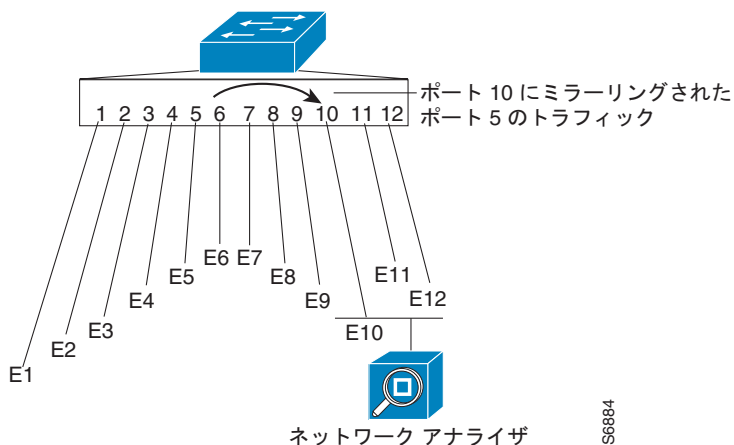 ポート 10 にミラーリングされた
ポート 5 のトラフィック
1 2 3 4 5 6 7 8 9 10 11 12
E1
E2
E3
E4
E5
E6
E7
E8
E9
E10
E11
E12
ネットワーク アナライザ
S6884